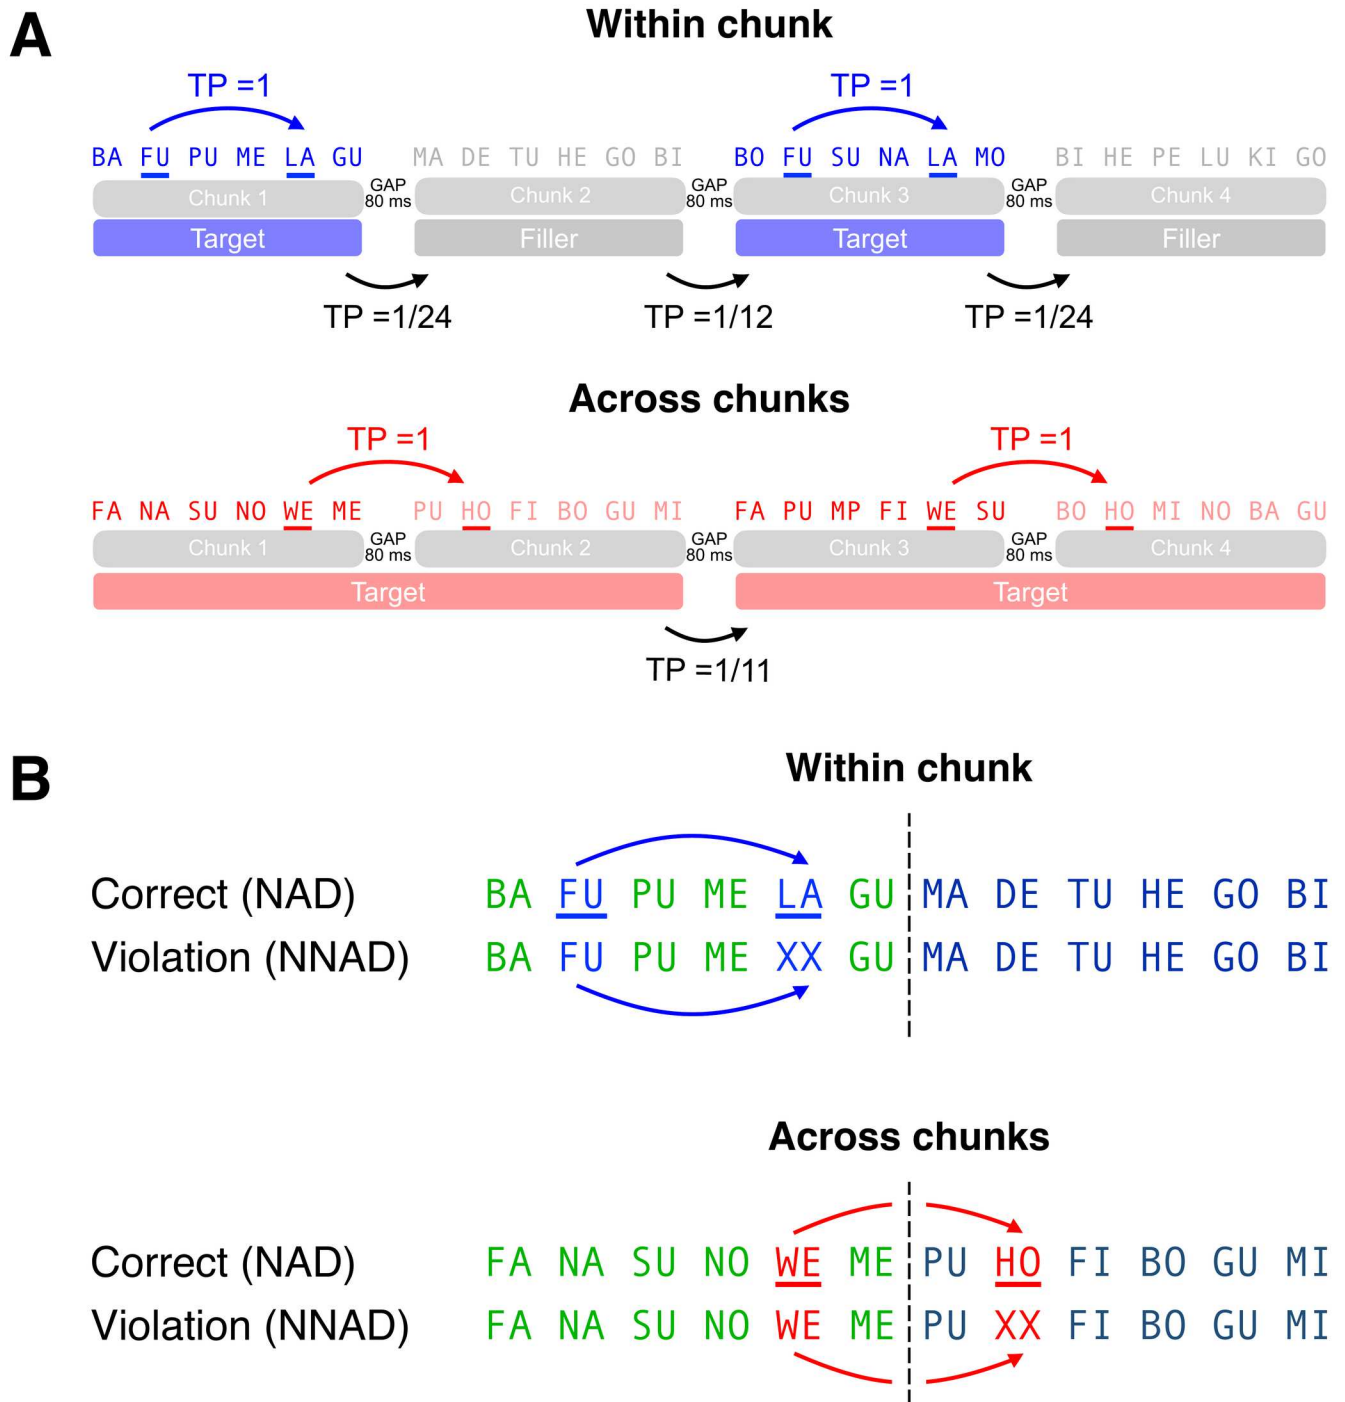 A
Within chunk
TP =1 TP =1
BA FU PU ME LA GU MA DE TU HE GO BI BO FU SU NA LA MO BI HE PE LU KI GO
Chunk 1 GAP 80 ms Chunk 2 GAP 80 ms Chunk 3 GAP 80 ms Chunk 4
Target Filler Target Filler
TP =1/24 TP =1/12 TP =1/24
Across chunks
TP =1 TP =1
FA NA SU NO WE ME PU HO FI BO GU MI FA PU MP FI WE SU BO HO MI NO BA GU
Chunk 1 GAP 80 ms Chunk 2 GAP 80 ms Chunk 3 GAP 80 ms Chunk 4
Target Target
TP =1/11
B
Within chunk
Correct (NAD) BA FU PU ME LA GU MA DE TU HE GO BI
Violation (NNAD) BA FU PU ME XX GU MA DE TU HE GO BI
Across chunks
Correct (NAD) FA NA SU NO WE ME PU HO FI BO GU MI
Violation (NNAD) FA NA SU NO WE ME PU XX FI BO GU MI